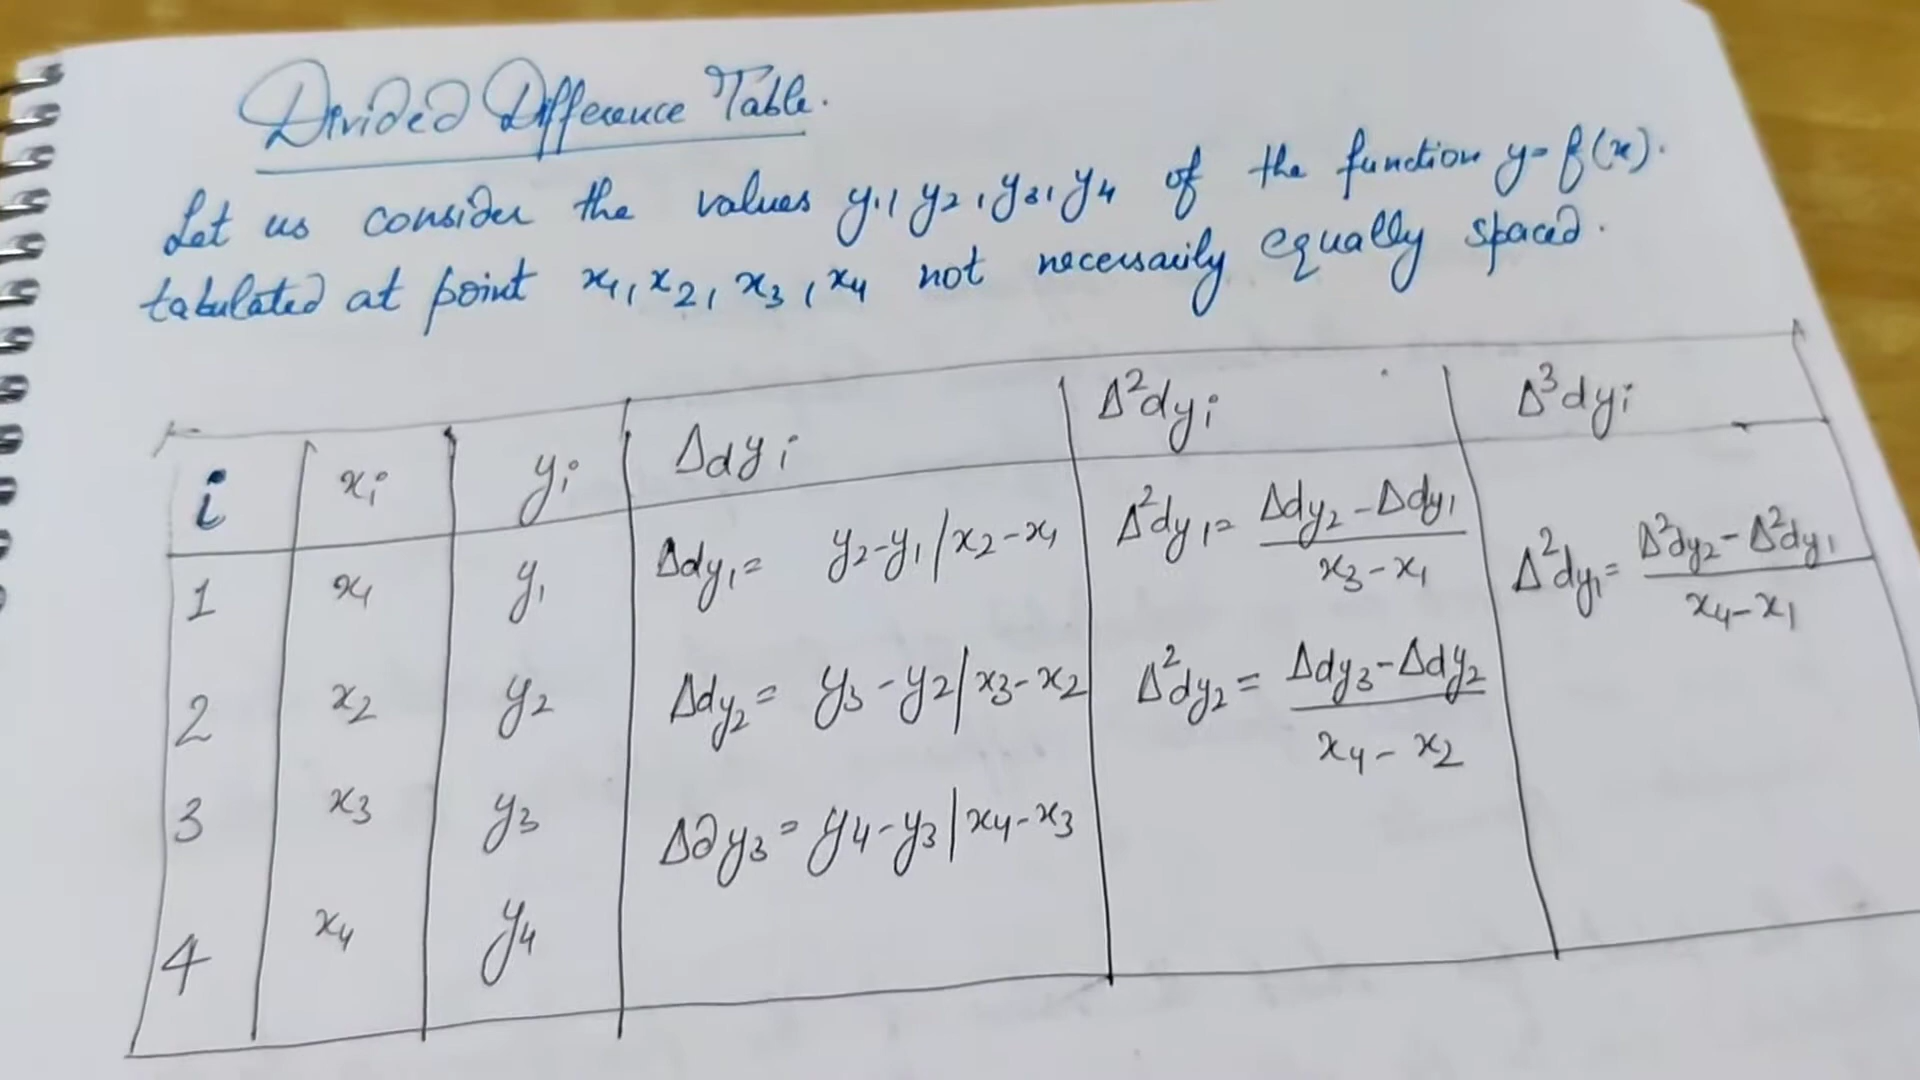 Divided Difference Table.
Let us consider the values y₁, y₂, y₃, y₄ of the function y=f(x).
tabulated at point x₁, x₂, x₃, x₄ not necessarily equally spaced.
i xᵢ yᵢ Δdyᵢ Δ²dyᵢ Δ³dyᵢ
1 x₁ y₁ Δdy₁= y₂-y₁/x₂-x₁ Δ²dy₁= Δdy₂-Δdy₁/x₃-x₁ Δ²dy₁= Δ²dy₂-Δ²dy₁/x₄-x₁
2 x₂ y₂ Δdy₂= y₃-y₂/x₃-x₂ Δ²dy₂= Δdy₃-Δdy₂/x₄-x₂
3 x₃ y₃ Δ∂y₃= y₄-y₃/x₄-x₃
4 x₄ y₄